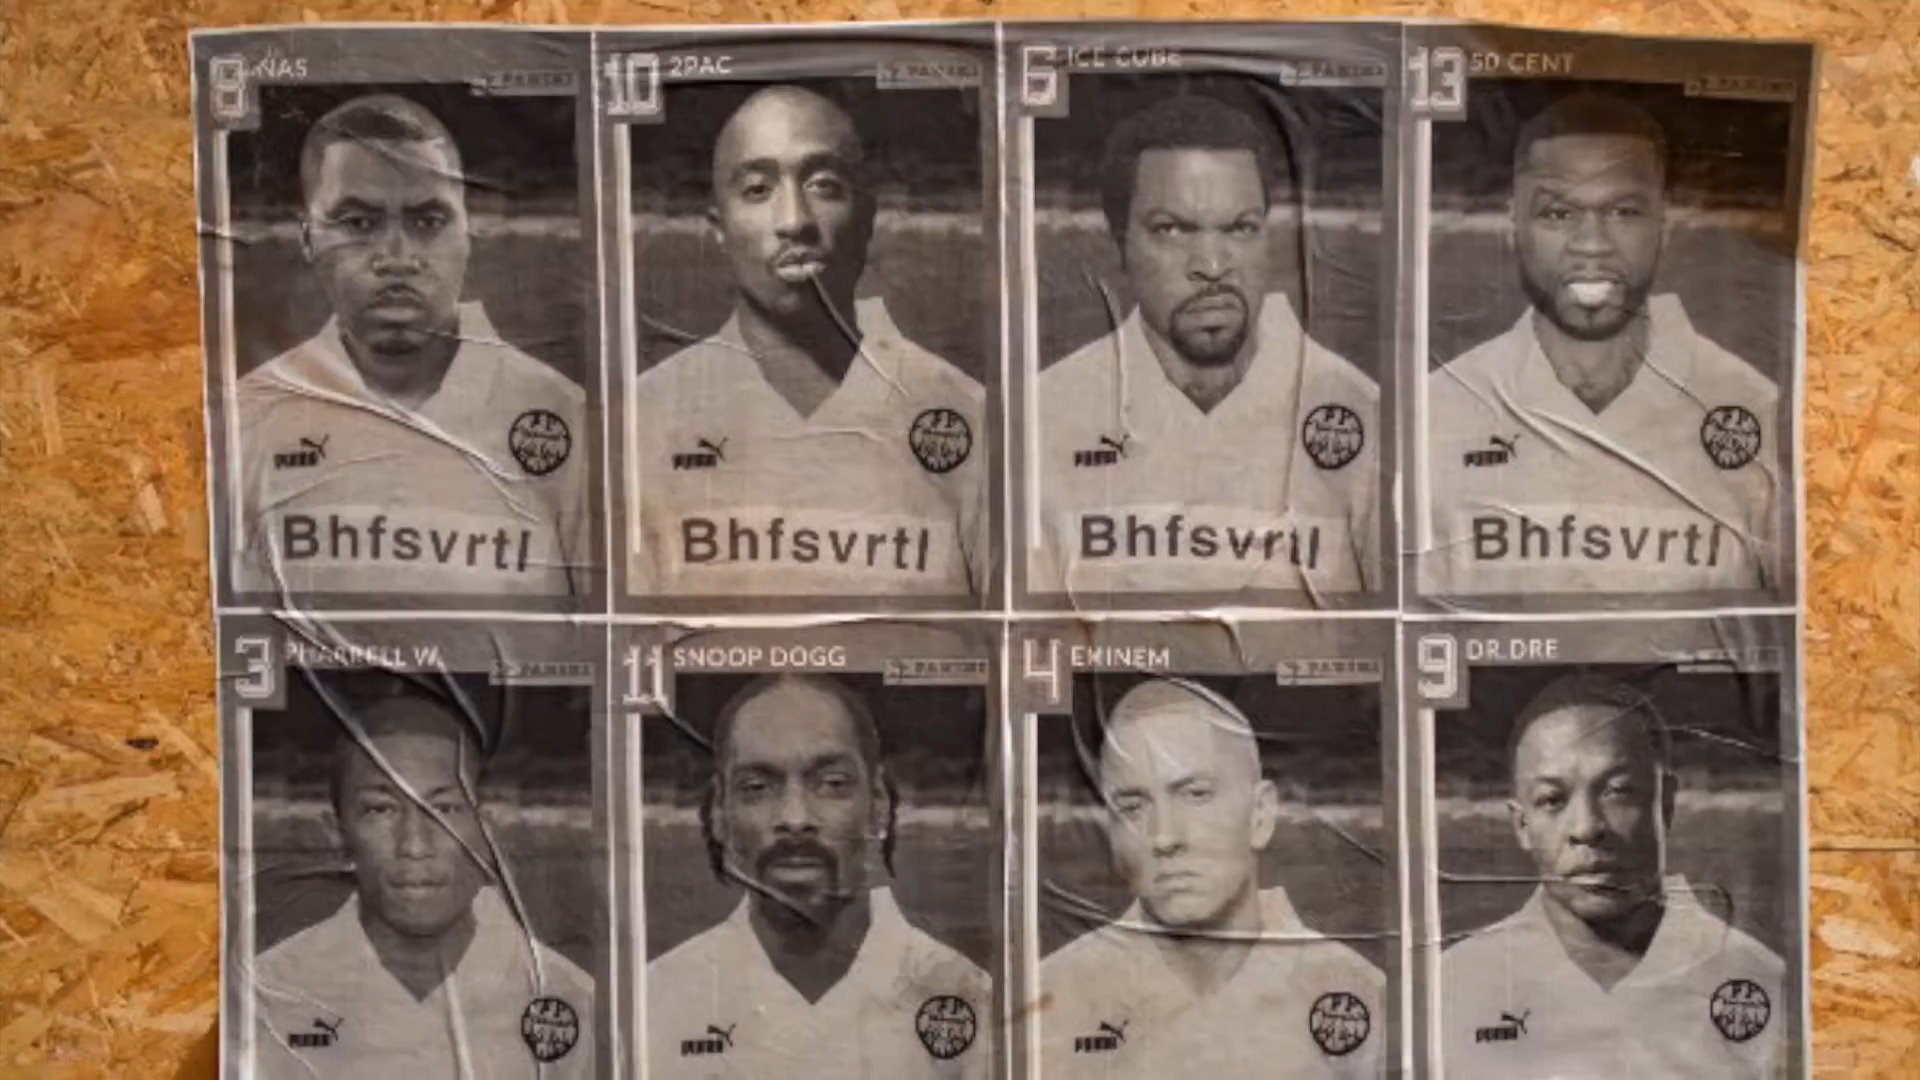 8 NAS PANINI
10 2PAC PANINI
6 ICE CUBE PANINI
13 50 CENT PANINI
PUMA
PUMA
PUMA
PUMA
Bhfsvrtl
Bhfsvrtl
Bhfsvrtl
Bhfsvrtl
3 PHARRELL W.
11 SNOOP DOGG PANINI
4 EMINEM PANINI
9 DR.DRE
PUMA
PUMA
PUMA
PUMA